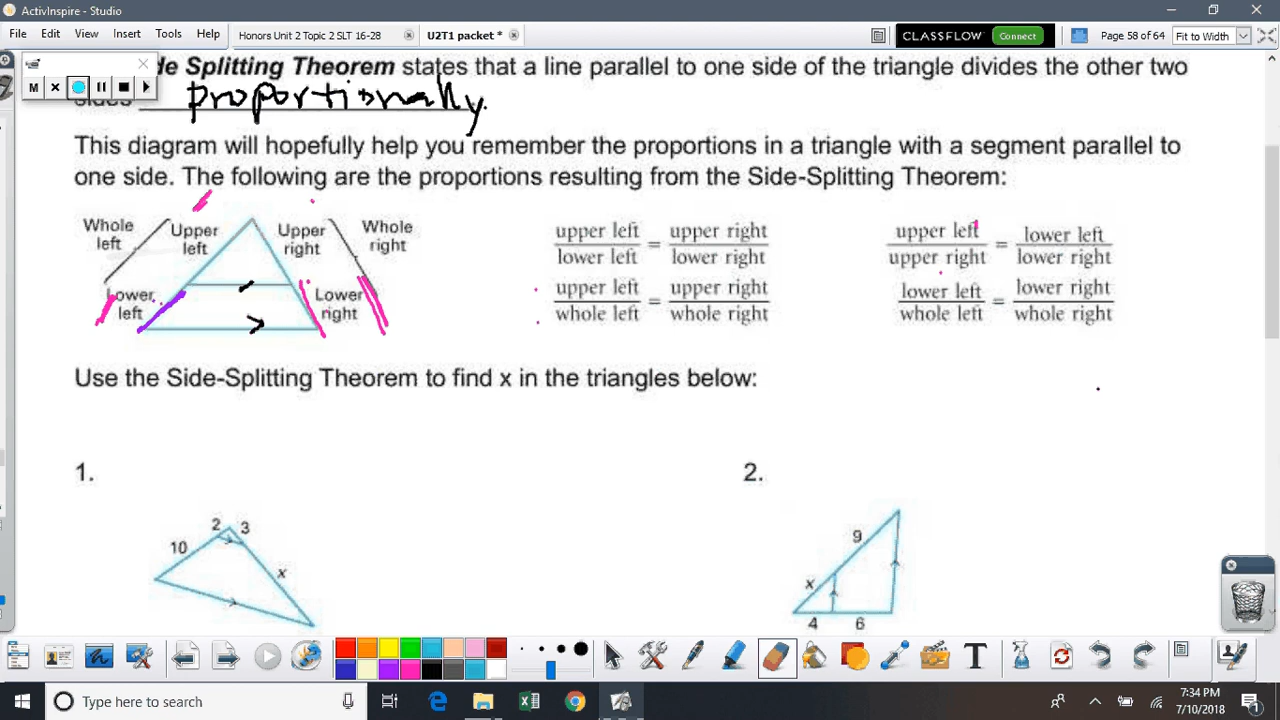 ActivInspire - Studio
File Edit View Insert Tools Help
Honors Unit 2 Topic 2 SLT 16-28
U2T1 packet *
CLASSFLOW Connect
Page 58 of 64
Fit to Width
M
de Splitting Theorem states that a line parallel to one side of the triangle divides the other two
sides proportionally.
This diagram will hopefully help you remember the proportions in a triangle with a segment parallel to
one side. The following are the proportions resulting from the Side-Splitting Theorem:
Whole left
Upper left
Upper right
Whole right
Lower left
Lower right
upper left / lower left = upper right / lower right
upper left / whole left = upper right / whole right
upper left / upper right = lower left / lower right
lower left / whole left = lower right / whole right
Use the Side-Splitting Theorem to find x in the triangles below:
1.
2 3
10
x
2.
9
x
4 6
T
Type here to search
7:34 PM
7/10/2018
1